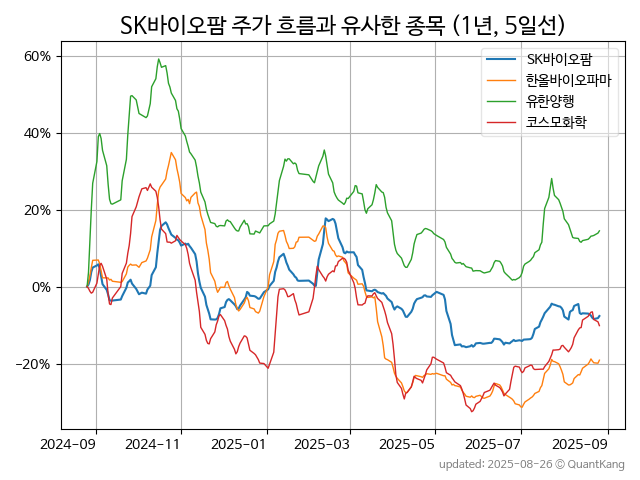 SK바이오팜 주가 흐름과 유사한 종목 (1년, 5일선)
SK바이오팜
한올바이오파마
유한양행
코스모화학
60%
40%
20%
0%
−20%
2024-09 2024-11 2025-01 2025-03 2025-05 2025-07 2025-09
updated: 2025-08-26 © QuantKang